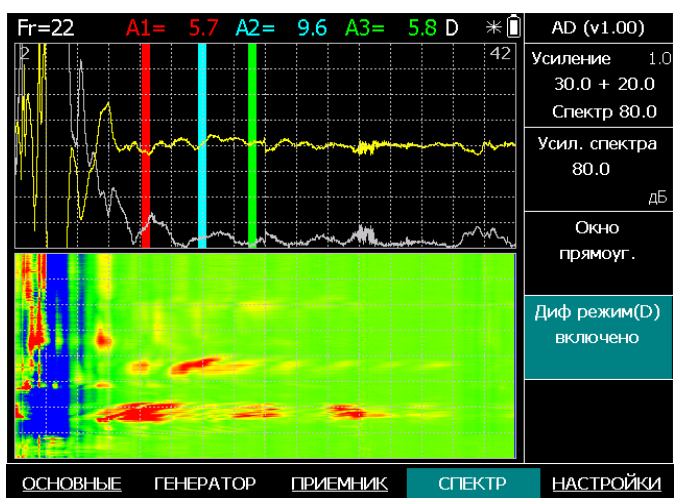 Fr=22 A1= 5.7 A2= 9.6 A3= 5.8 D
AD (v1.00)
2 42
Усиление 1.0
30.0 + 20.0
Спектр 80.0
Усил. спектра
80.0
дБ
Окно
прямоуг.
Диф режим(D)
включено
ОСНОВНЫЕ ГЕНЕРАТОР ПРИЕМНИК СПЕКТР НАСТРОЙКИ